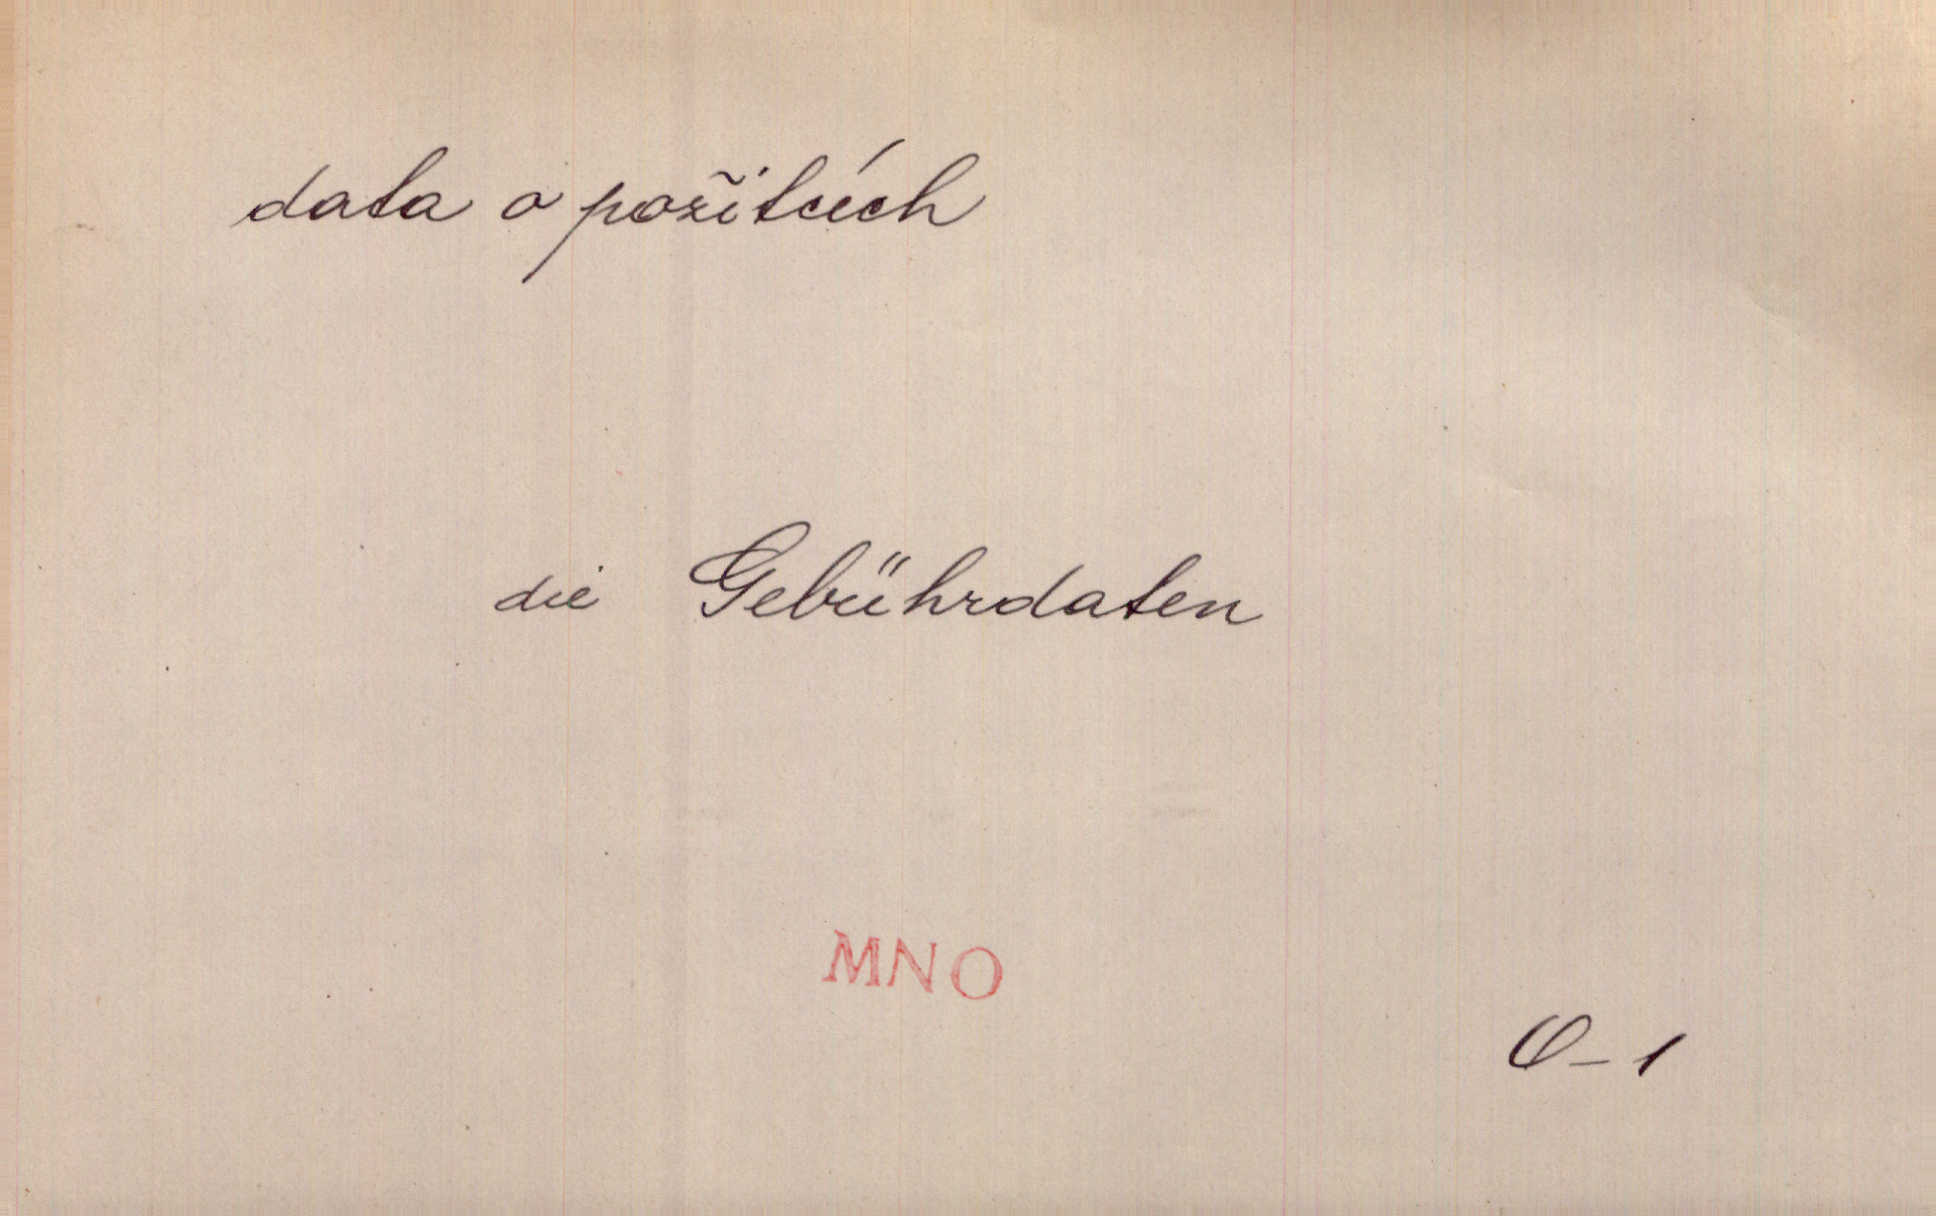 data o požitcích
die Gebührdaten
MNO
O-1